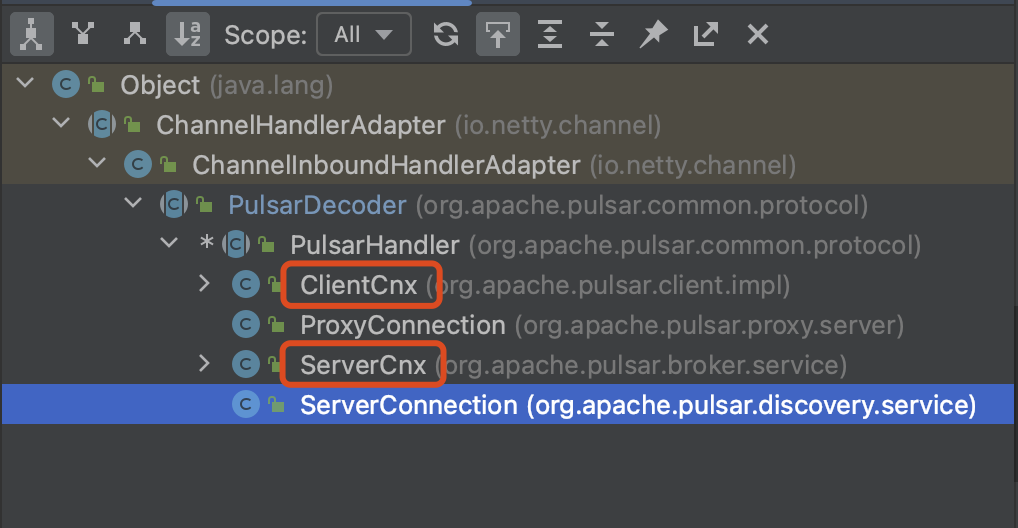 Scope: All
C Object (java.lang)
C ChannelHandlerAdapter (io.netty.channel)
C ChannelInboundHandlerAdapter (io.netty.channel)
C PulsarDecoder (org.apache.pulsar.common.protocol)
* C PulsarHandler (org.apache.pulsar.common.protocol)
C ClientCnx (org.apache.pulsar.client.impl)
C ProxyConnection (org.apache.pulsar.proxy.server)
C ServerCnx (org.apache.pulsar.broker.service)
C ServerConnection (org.apache.pulsar.discovery.service)